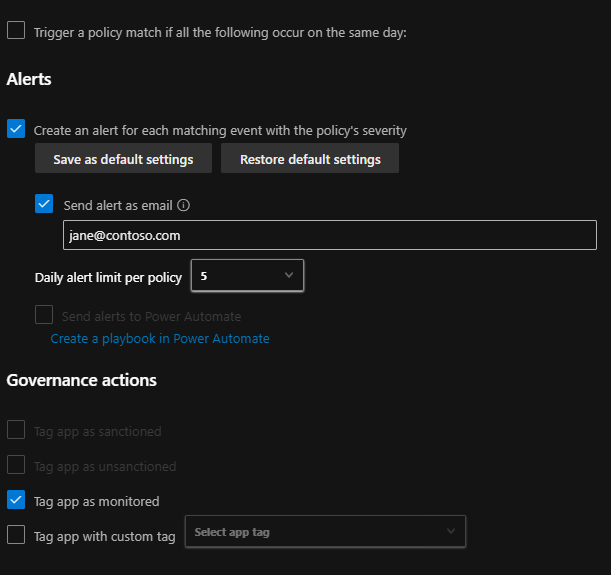 Trigger a policy match if all the following occur on the same day:
Alerts
Create an alert for each matching event with the policy's severity
Save as default settings Restore default settings
Send alert as email
jane@contoso.com
Daily alert limit per policy 5
Send alerts to Power Automate
Create a playbook in Power Automate
Governance actions
Tag app as sanctioned
Tag app as unsanctioned
Tag app as monitored
Tag app with custom tag Select app tag